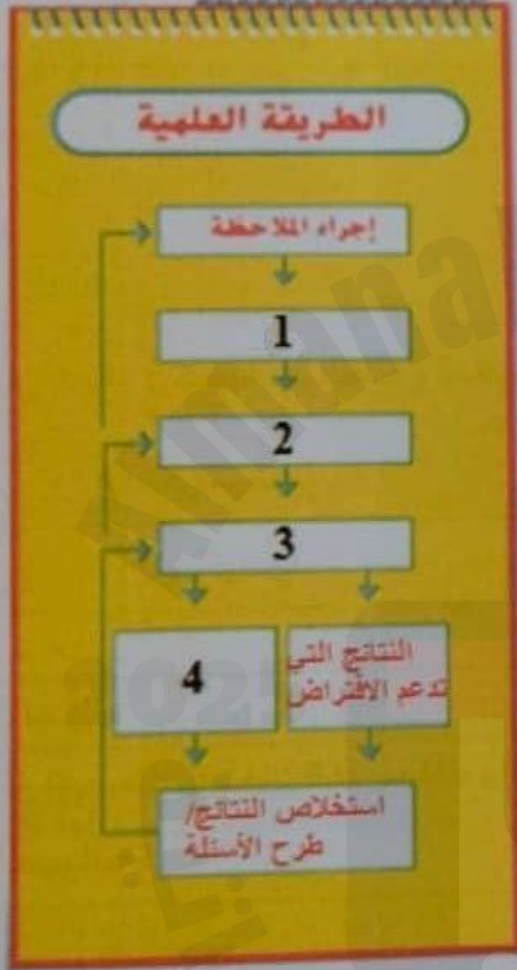 الطريقة العلمية
إجراء الملاحظة
1
2
3
4
النتائج التي
تدعم الافتراض
استخلاص النتائج/
طرح الأسئلة